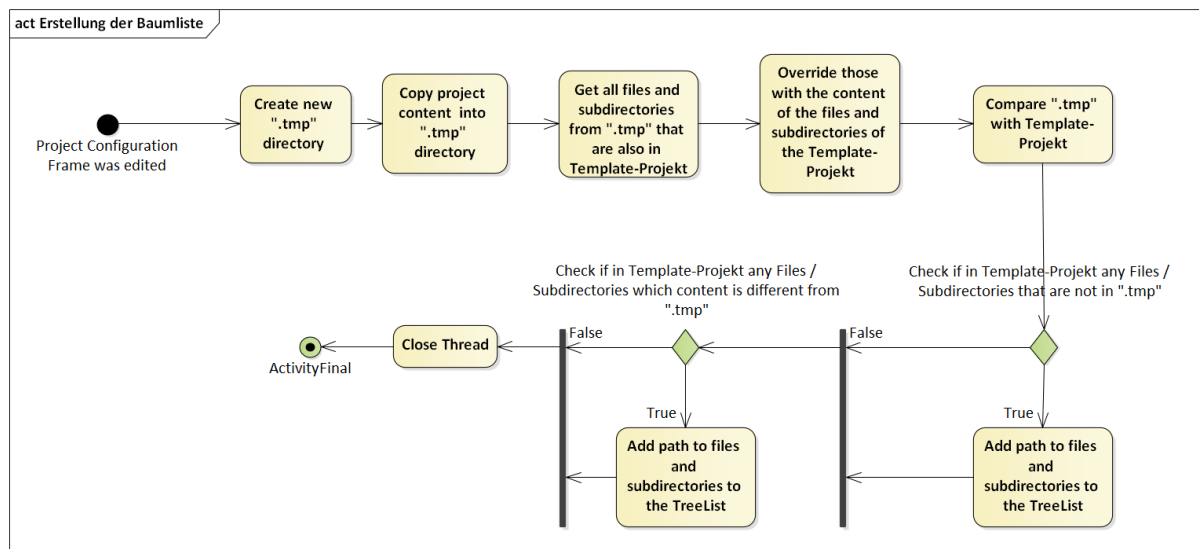 act Erstellung der Baumliste
Project Configuration
Frame was edited
Create new
".tmp"
directory
Copy project
content into
".tmp"
directory
Get all files and
subdirectories
from ".tmp" that
are also in
Template-Projekt
Override those
with the content
of the files and
subdirectories of
the Template-
Projekt
Compare ".tmp"
with Template-
Projekt
Check if in Template-Projekt any Files /
Subdirectories that are not in ".tmp"
False
True
Add path to files
and
subdirectories to
the TreeList
Check if in Template-Projekt any Files /
Subdirectories which content is different from
".tmp"
False
True
Add path to files
and
subdirectories to
the TreeList
Close Thread
ActivityFinal